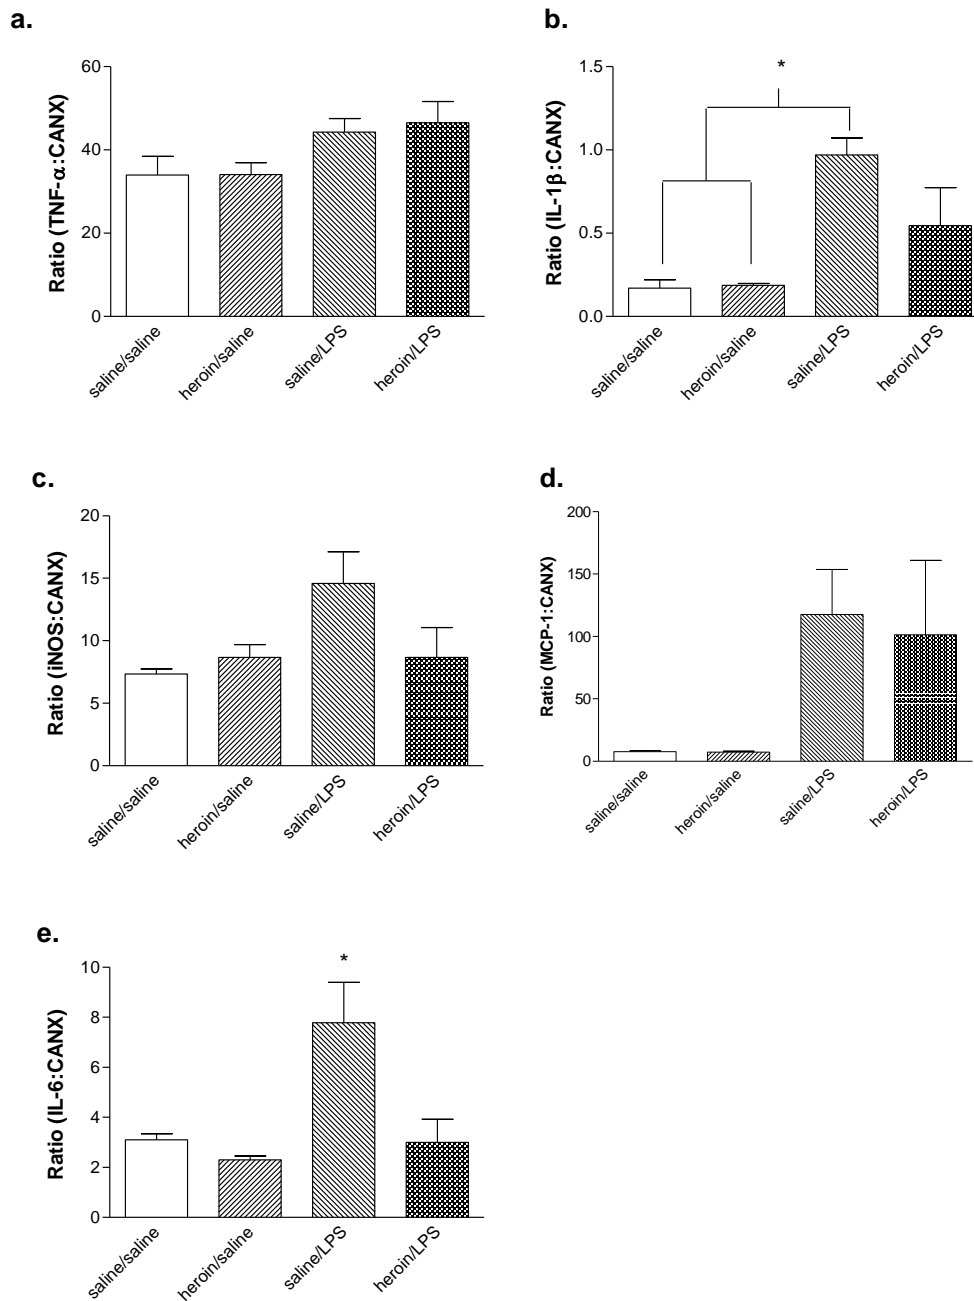 a.
Ratio (TNF-α:CANX)
60
40
20
0
saline/saline
heroin/saline
saline/LPS
heroin/LPS
b.
Ratio (IL-1β:CANX)
1.5
1.0
0.5
0.0
*
saline/saline
heroin/saline
saline/LPS
heroin/LPS
c.
Ratio (iNOS:CANX)
20
15
10
5
0
saline/saline
heroin/saline
saline/LPS
heroin/LPS
d.
Ratio (MCP-1:CANX)
200
150
100
50
0
saline/saline
heroin/saline
saline/LPS
heroin/LPS
e.
Ratio (IL-6:CANX)
10
8
6
4
2
0
*
saline/saline
heroin/saline
saline/LPS
heroin/LPS